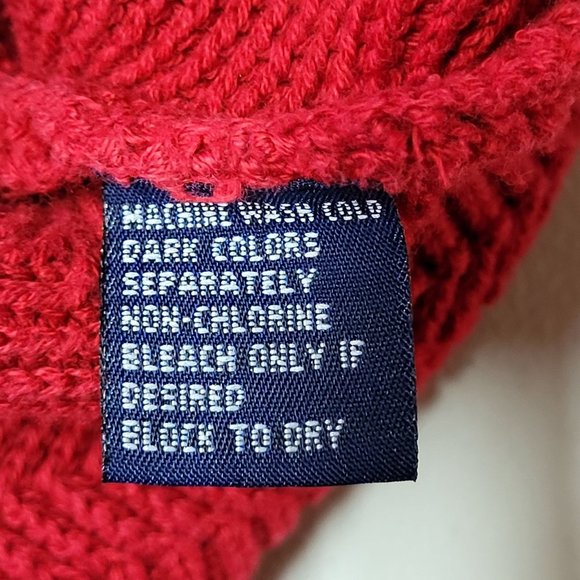 MACHINE WASH COLD
DARK COLORS
SEPARATELY
NON-CHLORINE
BLEACH ONLY IF
DESIRED
BLOCK TO DRY